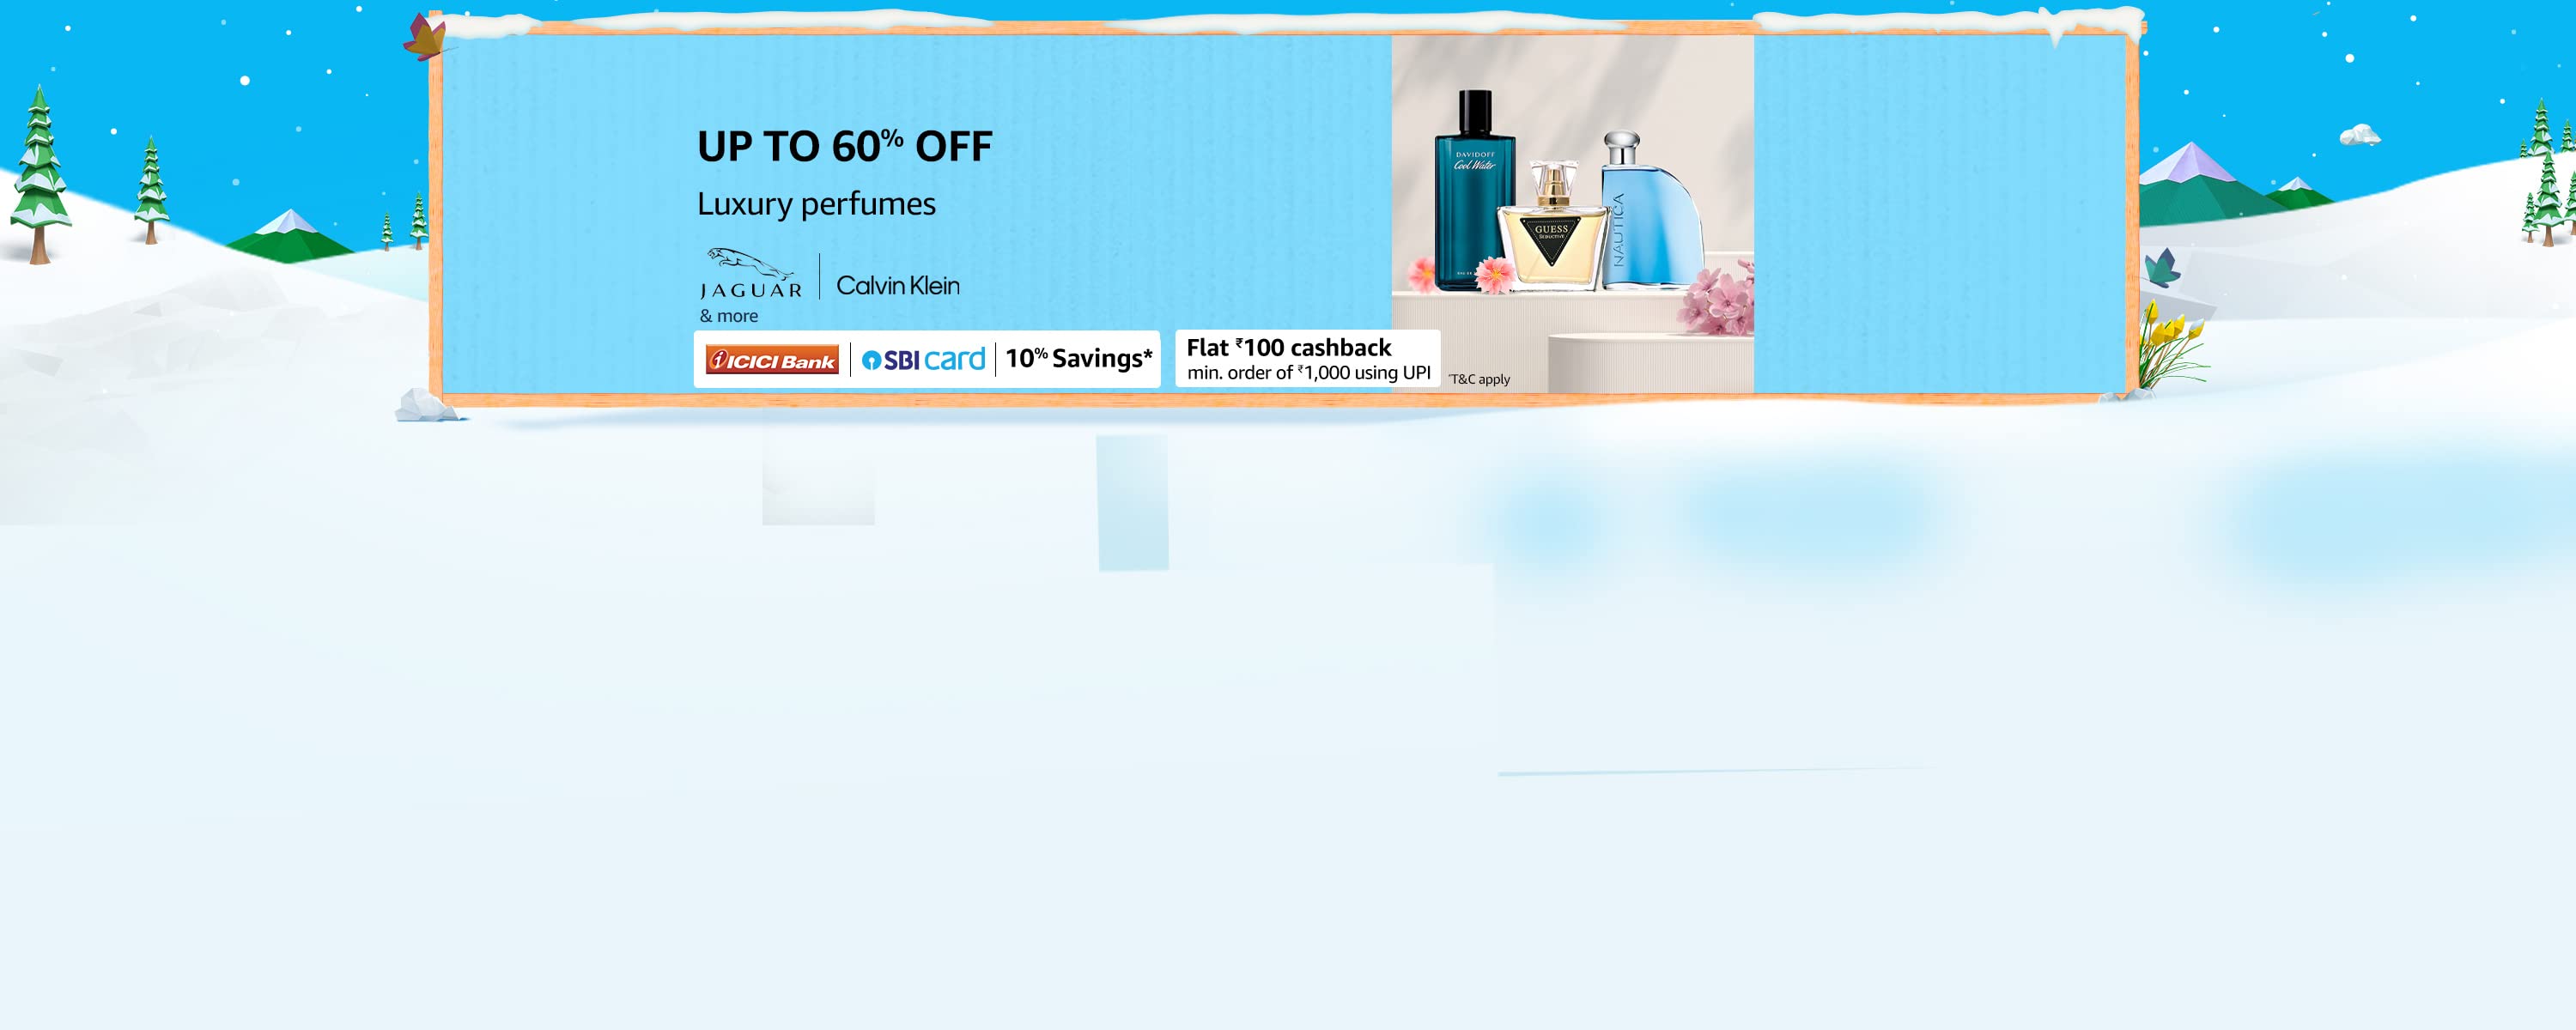 UP TO 60% OFF
Luxury perfumes
JAGUAR
Calvin Klein
& more
ICICI Bank
SBI card
10% Savings*
Flat ₹100 cashback
min. order of ₹1,000 using UPI
*T&C apply
DAVIDOFF
Cool Water
GUESS
SEDUCTIVE
NAUTICA